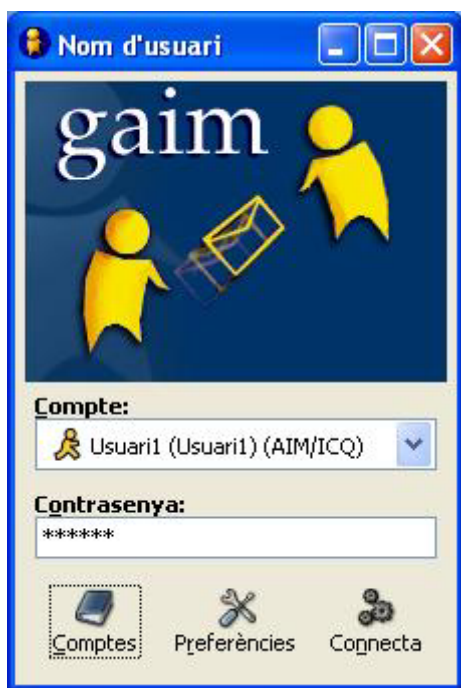 Nom d'usuari
gaim
Compte:
Usuari1 (Usuari1) (AIM/ICQ)
Contrasenya:
******
Comptes Preferències Connecta